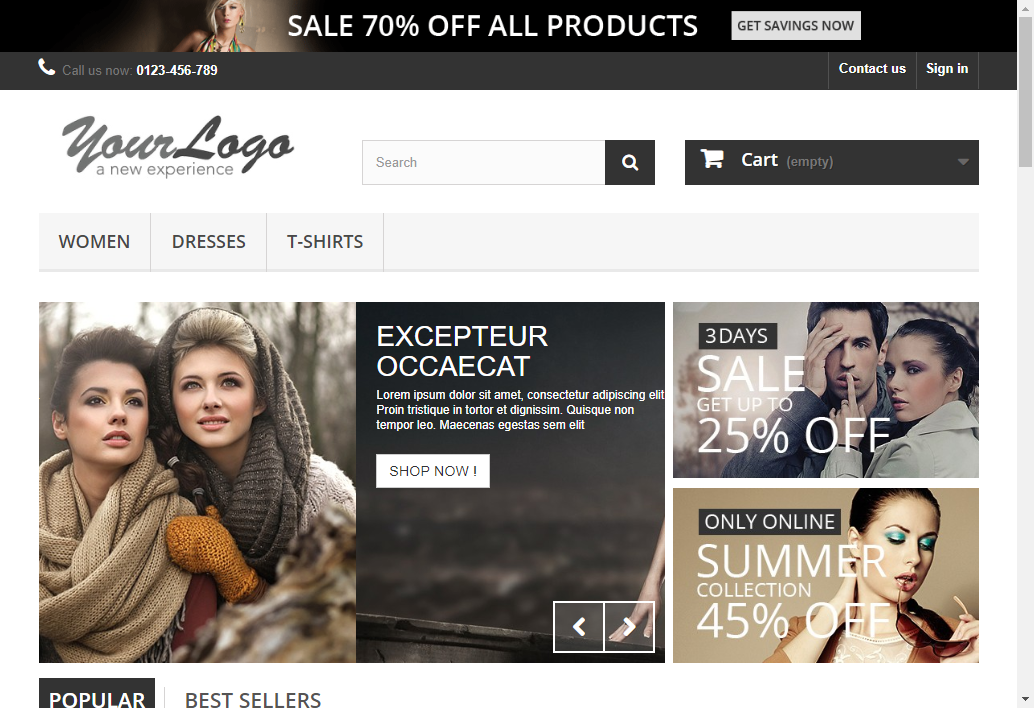 SALE 70% OFF ALL PRODUCTS
GET SAVINGS NOW
Call us now: 0123-456-789
Contact us
Sign in
YourLogo
a new experience
Search
Cart (empty)
WOMEN
DRESSES
T-SHIRTS
EXCEPTEUR
OCCAECAT
Lorem ipsum dolor sit amet, consectetur adipiscing elit
Proin tristique in tortor et dignissim. Quisque non
tempor leo. Maecenas egestas sem elit
SHOP NOW !
3 DAYS
SALE
GET UP TO
25% OFF
ONLY ONLINE
SUMMER
COLLECTION
45% OFF
POPULAR
BEST SELLERS